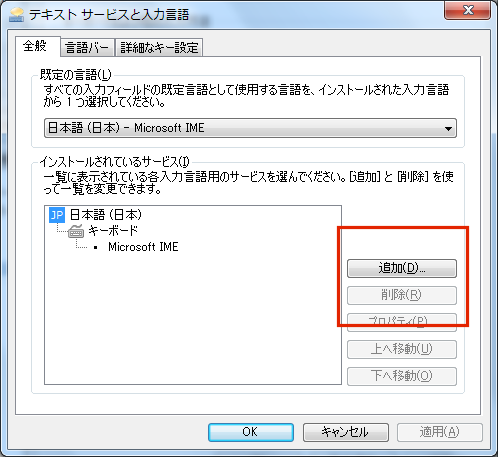 テキスト サービスと入力言語
全般 言語バー 詳細なキー設定
既定の言語(L)
すべての入力フィールドの既定言語として使用する言語を、インストールされた入力言語
から 1 つ選択してください。
日本語 (日本) - Microsoft IME
インストールされているサービス(I)
一覧に表示されている各入力言語用のサービスを選んでください。[追加] と [削除] を使
って一覧を変更できます。
JP 日本語 (日本)
キーボード
Microsoft IME
追加(D)...
削除(R)
プロパティ(P)...
上へ移動(U)
下へ移動(O)
OK キャンセル 適用(A)